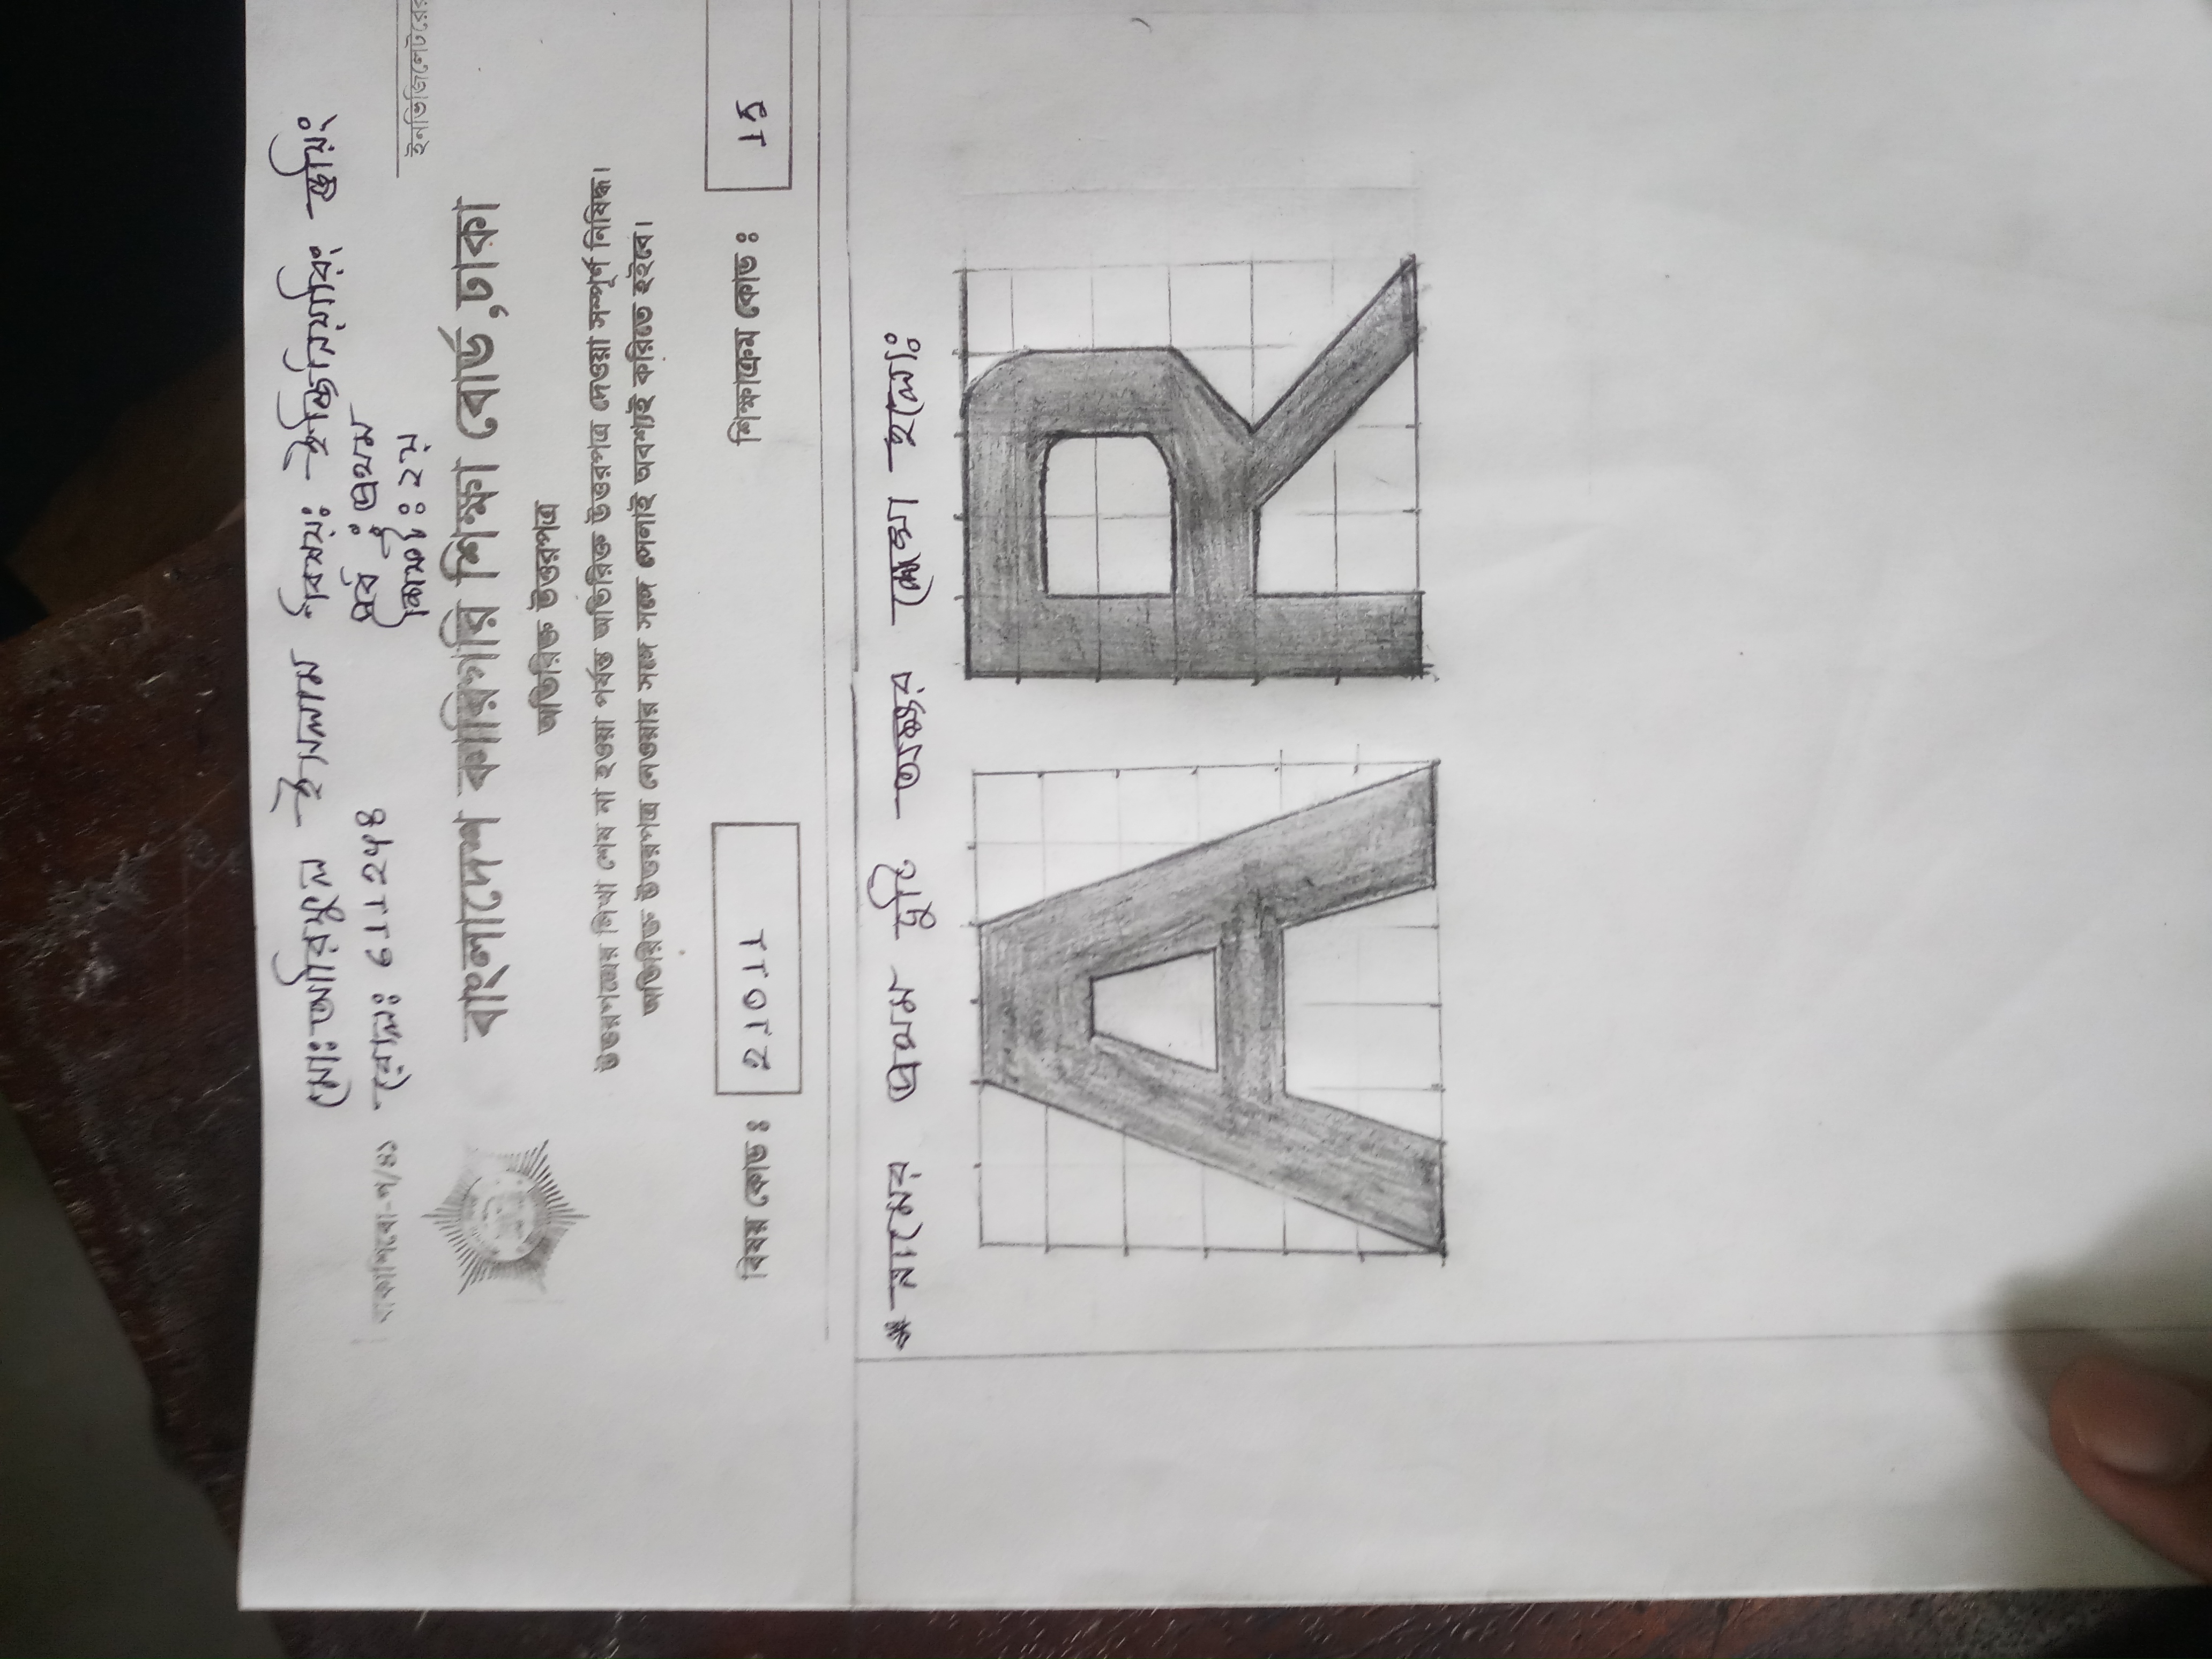 মোঃ আরিফুল ইসলাম বিষয়ঃ ইঞ্জিনিয়ারিং ড্রয়িং
পর্ব : প্রথম
বাকাশিবো-প/৪১ রোলঃ 611248
শিফটঃ ২য়
ইনভিজিলেটরের
বাংলাদেশ কারিগরি শিক্ষা বোর্ড,ঢাকা
অতিরিক্ত উত্তরপত্র
উত্তরপত্রের লিখা শেষ না হওয়া পর্যন্ত অতিরিক্ত উত্তরপত্র দেওয়া সম্পূর্ণ নিষিদ্ধ।
অতিরিক্ত উত্তরপত্র নেওয়ার সঙ্গে সঙ্গে সেলাই অবশ্যই করিতে হইবে।
বিষয় কোড : 21011 শিক্ষাক্রম কোড : 15
* নামের প্রথম দুটি অক্ষর লেখা হলোঃ
A R